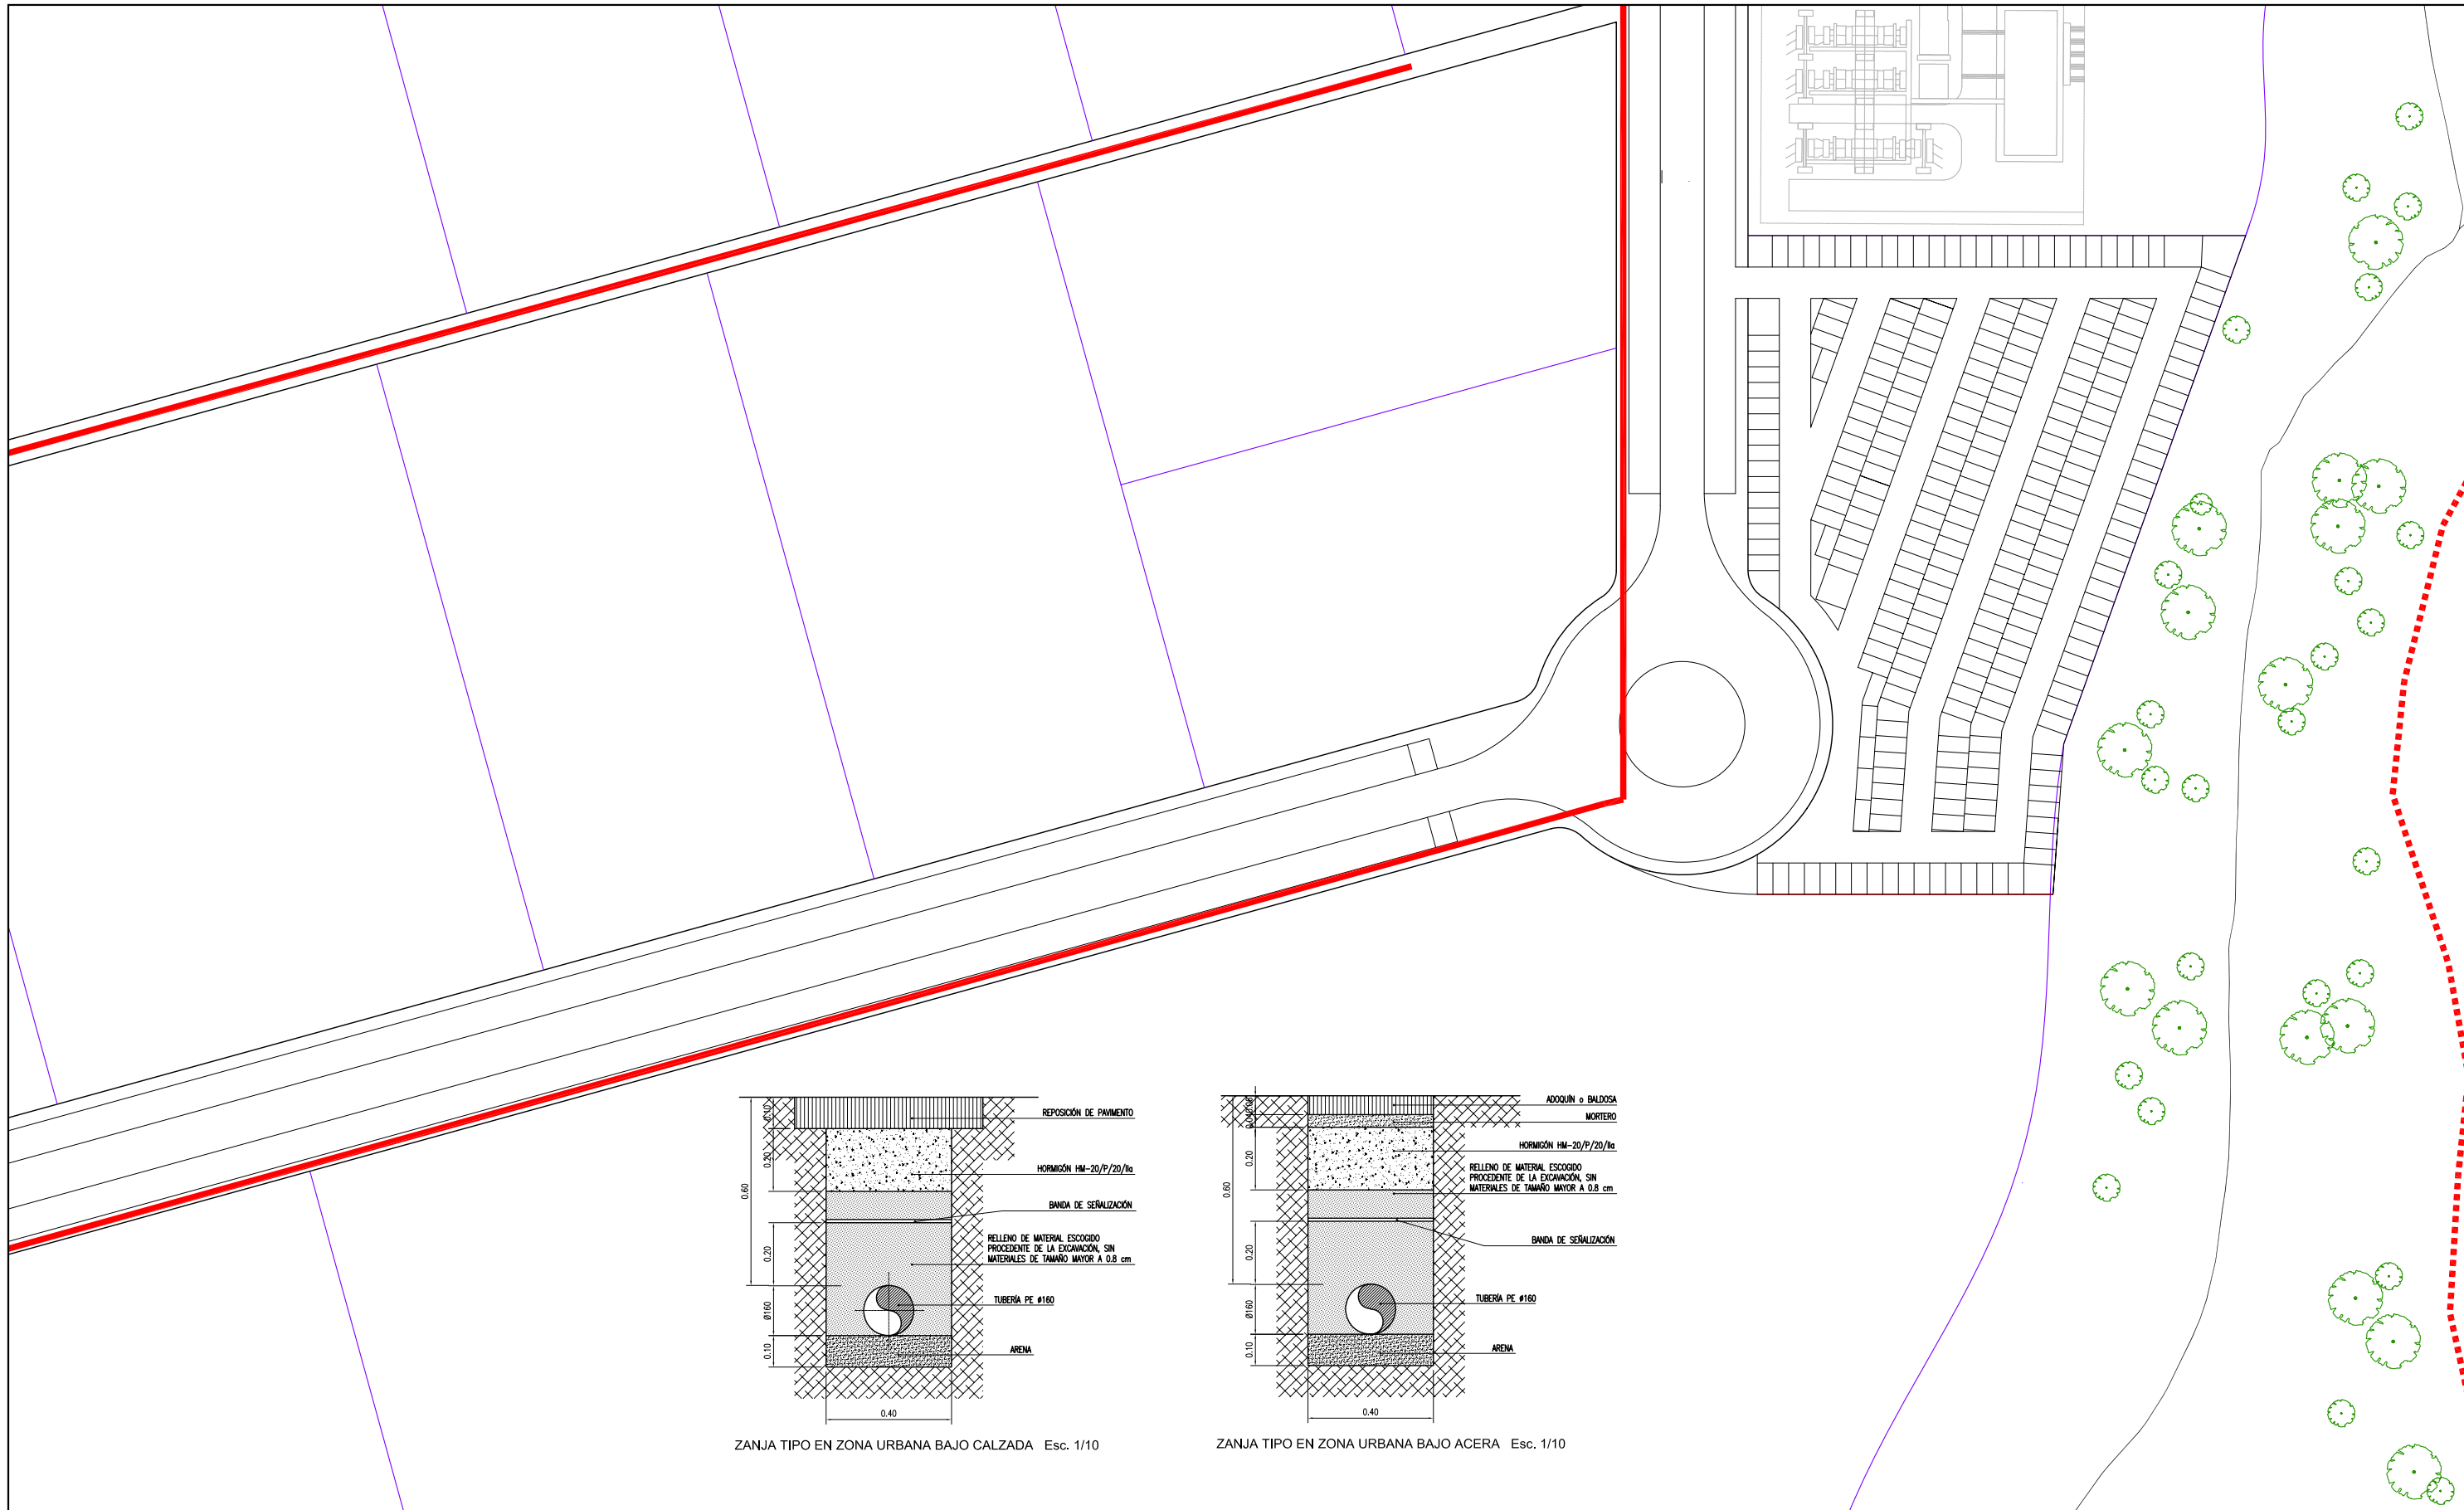 0.10
REPOSICIÓN DE PAVIMENTO
0.20
HORMIGÓN HM-20/P/20/IIa
0.60
BANDA DE SEÑALIZACIÓN
0.20
RELLENO DE MATERIAL ESCOGIDO
PROCEDENTE DE LA EXCAVACIÓN, SIN
MATERIALES DE TAMAÑO MAYOR A 0.8 cm
Ø160
TUBERÍA PE ø160
0.10
ARENA
0.40
ZANJA TIPO EN ZONA URBANA BAJO CALZADA Esc. 1/10
ADOQUÍN o BALDOSA
MORTERO
HORMIGÓN HM-20/P/20/IIa
0.20
RELLENO DE MATERIAL ESCOGIDO
PROCEDENTE DE LA EXCAVACIÓN, SIN
MATERIALES DE TAMAÑO MAYOR A 0.8 cm
0.60
0.20
BANDA DE SEÑALIZACIÓN
Ø160
TUBERÍA PE ø160
0.10
ARENA
0.40
ZANJA TIPO EN ZONA URBANA BAJO ACERA Esc. 1/10